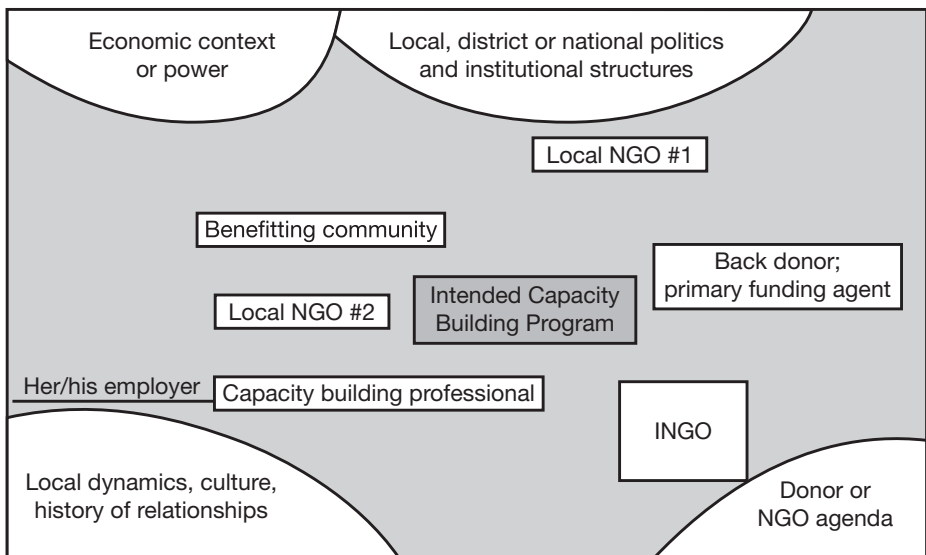 Economic context
or power
Local, district or national politics
and institutional structures
Local NGO #1
Benefitting community
Back donor;
primary funding agent
Intended Capacity
Building Program
Local NGO #2
Her/his employer
Capacity building professional
INGO
Local dynamics, culture,
history of relationships
Donor or
NGO agenda